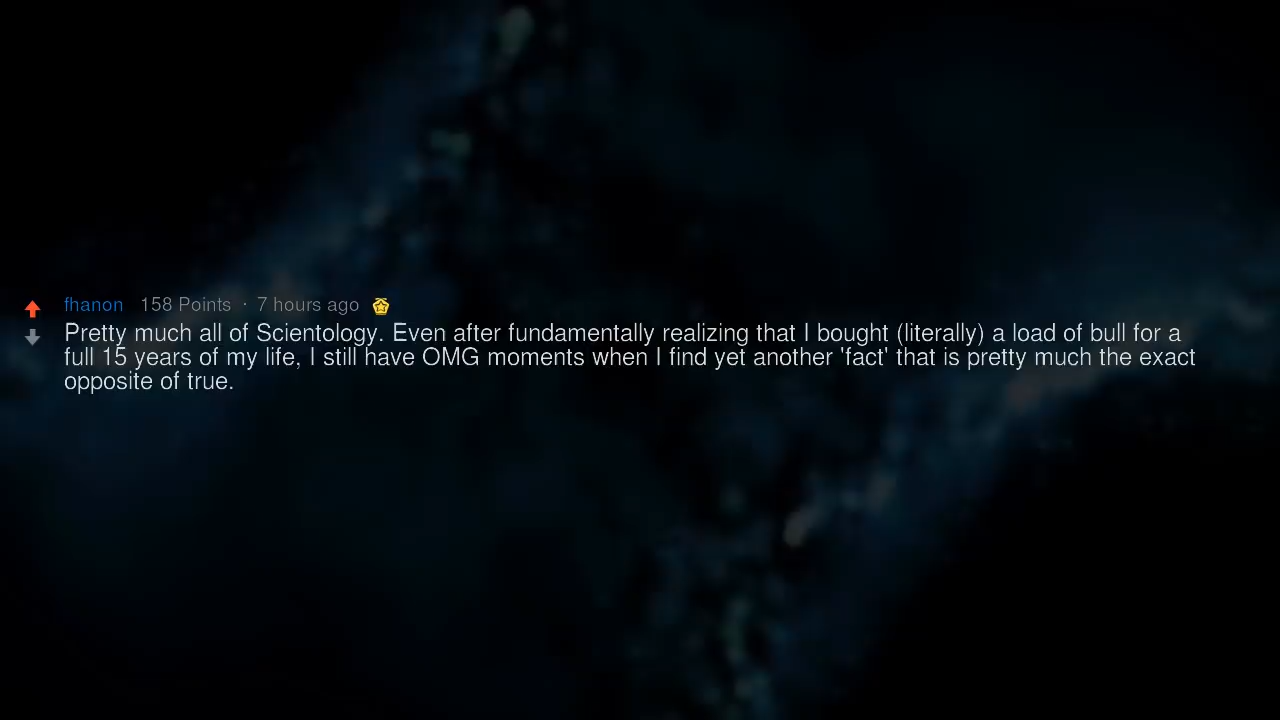 fhanon 158 Points · 7 hours ago
Pretty much all of Scientology. Even after fundamentally realizing that I bought (literally) a load of bull for a
full 15 years of my life, I still have OMG moments when I find yet another 'fact' that is pretty much the exact
opposite of true.